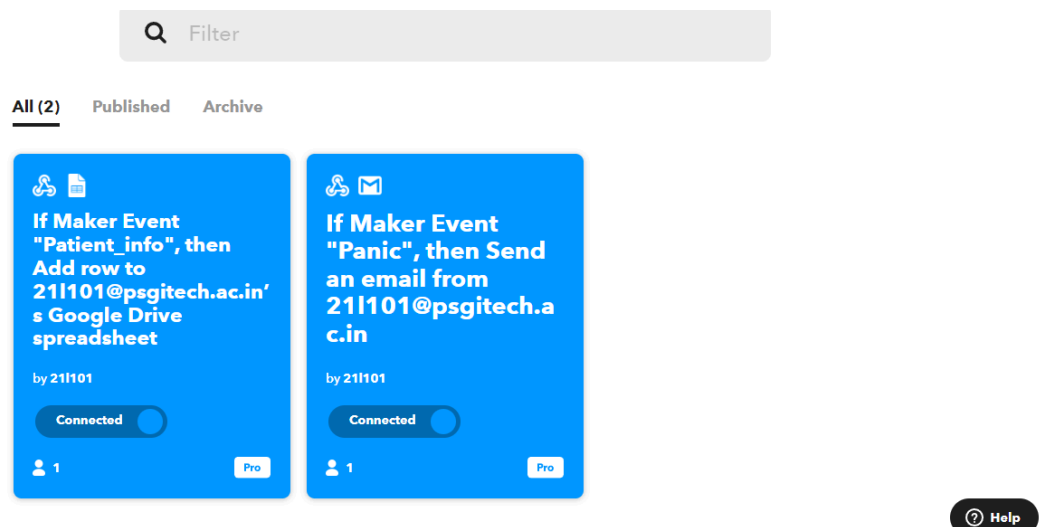 Filter
All (2) Published Archive
If Maker Event
"Patient_info", then
Add row to
21l101@psgitech.ac.in’
s Google Drive
spreadsheet
by 21l101
Connected
1 Pro
If Maker Event
"Panic", then Send
an email from
21l101@psgitech.a
c.in
by 21l101
Connected
1 Pro
? Help